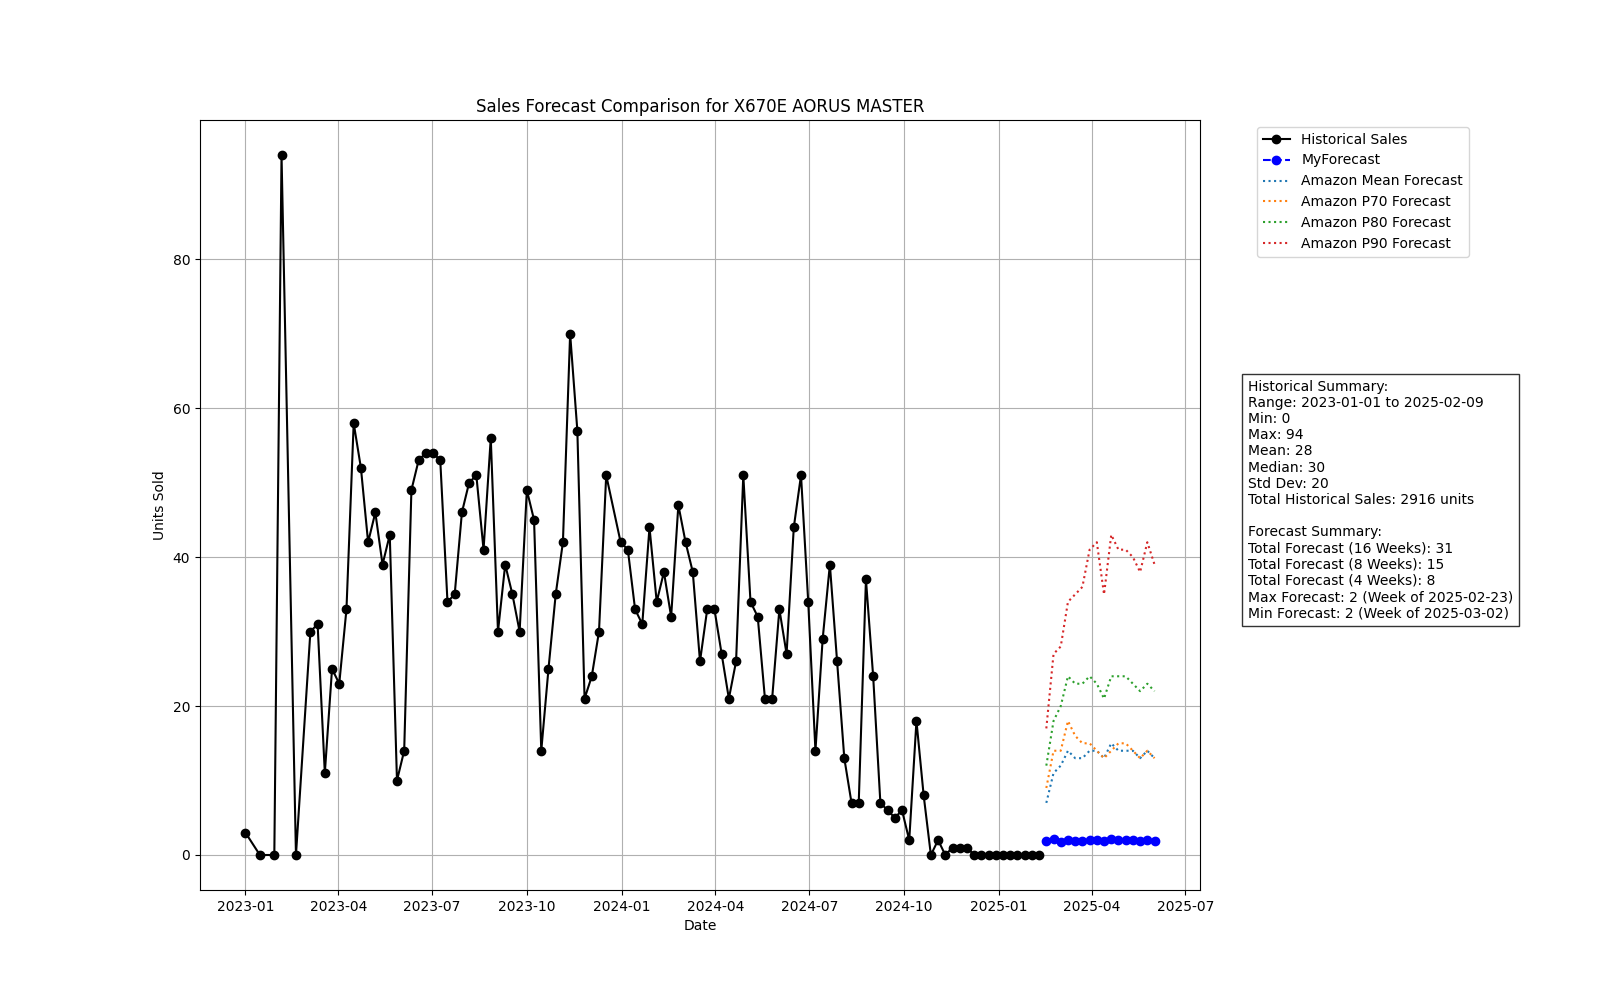 Sales Forecast Comparison for X670E AORUS MASTER
Historical Sales
MyForecast
Amazon Mean Forecast
Amazon P70 Forecast
Amazon P80 Forecast
Amazon P90 Forecast
80
60
40
20
0
Units Sold
Historical Summary:
Range: 2023-01-01 to 2025-02-09
Min: 0
Max: 94
Mean: 28
Median: 30
Std Dev: 20
Total Historical Sales: 2916 units
Forecast Summary:
Total Forecast (16 Weeks): 31
Total Forecast (8 Weeks): 15
Total Forecast (4 Weeks): 8
Max Forecast: 2 (Week of 2025-02-23)
Min Forecast: 2 (Week of 2025-03-02)
2023-01 2023-04 2023-07 2023-10 2024-01 2024-04 2024-07 2024-10 2025-01 2025-04 2025-07
Date